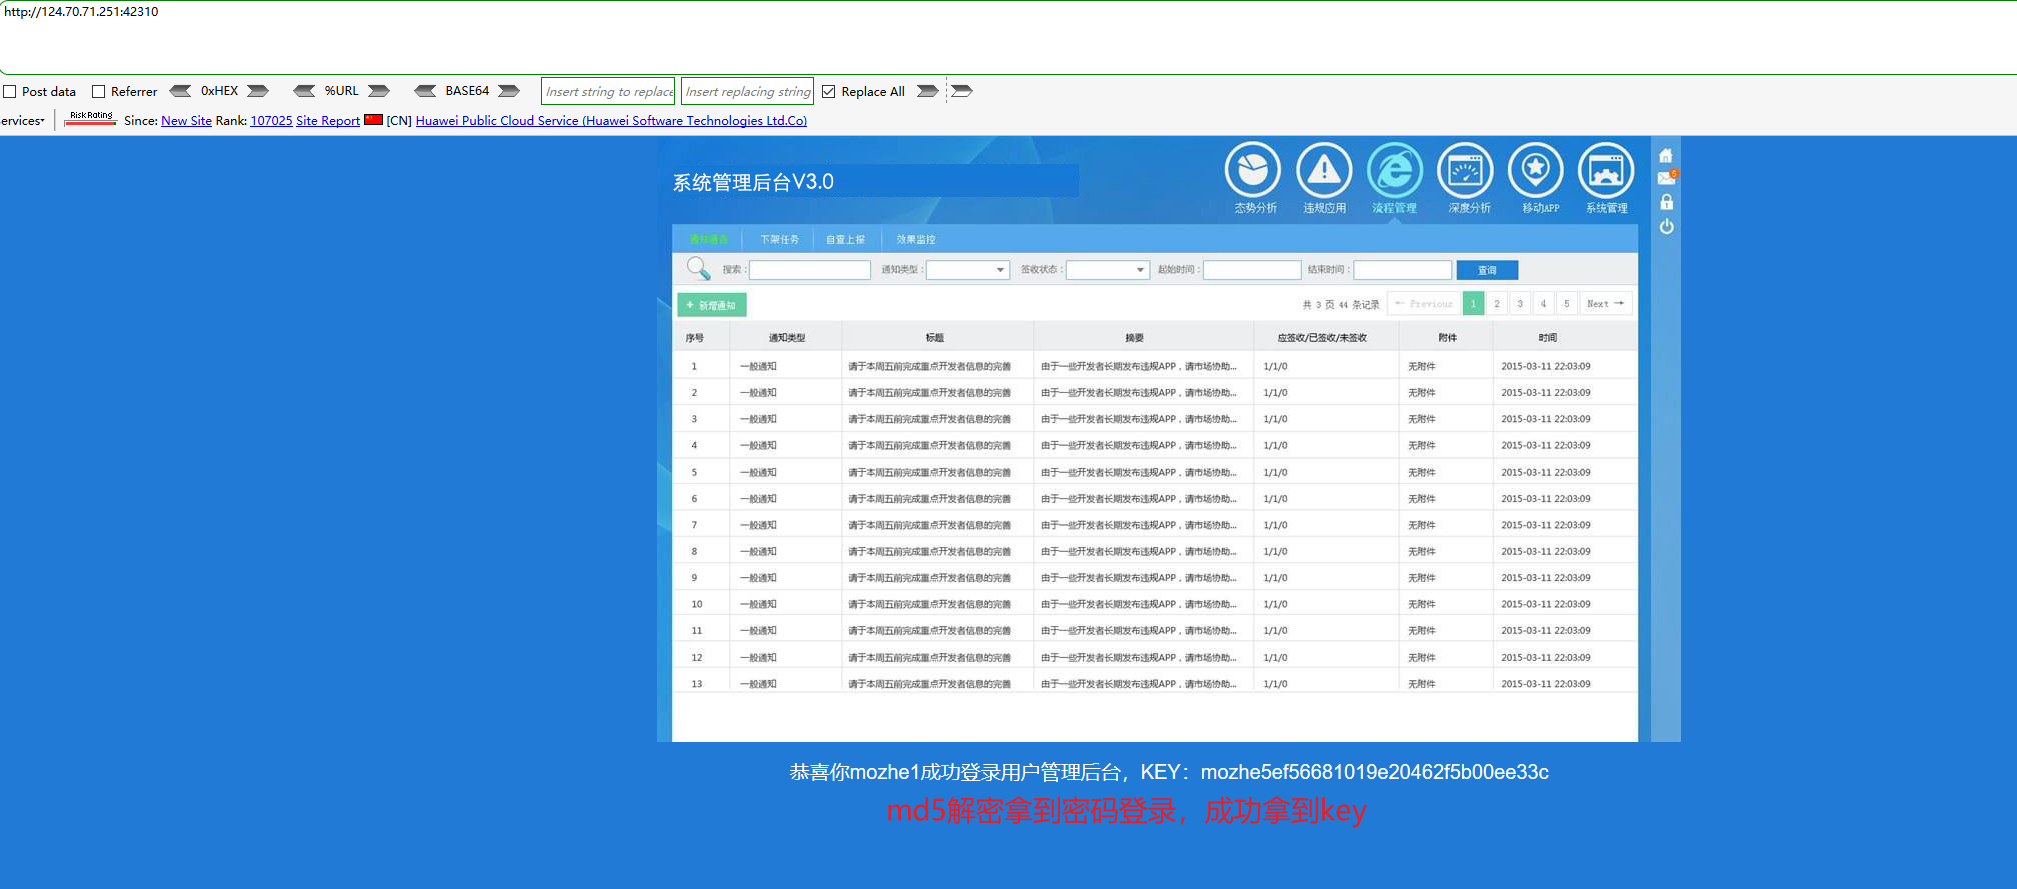 http://124.70.71.251:42310
Post data Referrer 0xHEX %URL BASE64 Insert string to replace Insert replacing string Replace All
ervices Risk Rating Since: New Site Rank: 107025 Site Report [CN] Huawei Public Cloud Service (Huawei Software Technologies Ltd.Co)
系统管理后台V3.0
态势分析 违规应用 流程管理 深度分析 移动APP 系统管理
5
通知通告 下架任务 自查上报 效果监控
搜索： 通知类型： 签收状态： 起始时间： 结束时间： 查询
+ 新增通知 共 3 页 44 条记录 ← Previous 1 2 3 4 5 Next →
序号 通知类型 标题 摘要 应签收/已签收/未签收 附件 时间
1 一般通知 请于本周五前完成重点开发者信息的完善 由于一些开发者长期发布违规APP，请市场协助... 1/1/0 无附件 2015-03-11 22:03:09
2 一般通知 请于本周五前完成重点开发者信息的完善 由于一些开发者长期发布违规APP，请市场协助... 1/1/0 无附件 2015-03-11 22:03:09
3 一般通知 请于本周五前完成重点开发者信息的完善 由于一些开发者长期发布违规APP，请市场协助... 1/1/0 无附件 2015-03-11 22:03:09
4 一般通知 请于本周五前完成重点开发者信息的完善 由于一些开发者长期发布违规APP，请市场协助... 1/1/0 无附件 2015-03-11 22:03:09
5 一般通知 请于本周五前完成重点开发者信息的完善 由于一些开发者长期发布违规APP，请市场协助... 1/1/0 无附件 2015-03-11 22:03:09
6 一般通知 请于本周五前完成重点开发者信息的完善 由于一些开发者长期发布违规APP，请市场协助... 1/1/0 无附件 2015-03-11 22:03:09
7 一般通知 请于本周五前完成重点开发者信息的完善 由于一些开发者长期发布违规APP，请市场协助... 1/1/0 无附件 2015-03-11 22:03:09
8 一般通知 请于本周五前完成重点开发者信息的完善 由于一些开发者长期发布违规APP，请市场协助... 1/1/0 无附件 2015-03-11 22:03:09
9 一般通知 请于本周五前完成重点开发者信息的完善 由于一些开发者长期发布违规APP，请市场协助... 1/1/0 无附件 2015-03-11 22:03:09
10 一般通知 请于本周五前完成重点开发者信息的完善 由于一些开发者长期发布违规APP，请市场协助... 1/1/0 无附件 2015-03-11 22:03:09
11 一般通知 请于本周五前完成重点开发者信息的完善 由于一些开发者长期发布违规APP，请市场协助... 1/1/0 无附件 2015-03-11 22:03:09
12 一般通知 请于本周五前完成重点开发者信息的完善 由于一些开发者长期发布违规APP，请市场协助... 1/1/0 无附件 2015-03-11 22:03:09
13 一般通知 请于本周五前完成重点开发者信息的完善 由于一些开发者长期发布违规APP，请市场协助... 1/1/0 无附件 2015-03-11 22:03:09
恭喜你mozhe1成功登录用户管理后台，KEY：mozhe5ef56681019e20462f5b00ee33c
md5解密拿到密码登录，成功拿到key